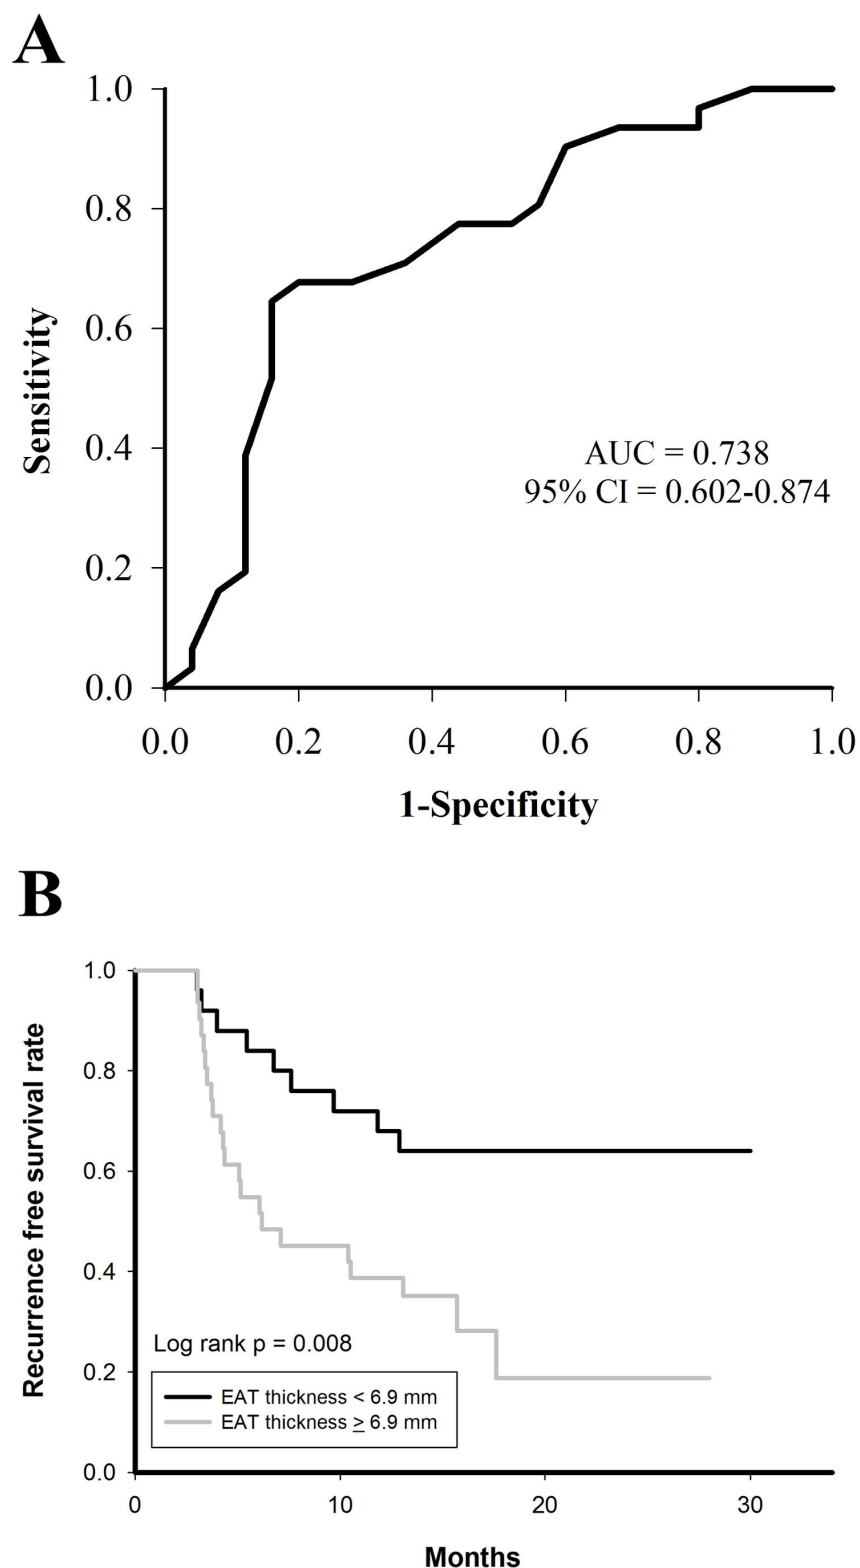 A
1.0
0.8
0.6
0.4
0.2
0.0
Sensitivity
AUC = 0.738
95% CI = 0.602-0.874
0.0 0.2 0.4 0.6 0.8 1.0
1-Specificity
B
1.0
0.8
0.6
0.4
0.2
0.0
Recurrence free survival rate
Log rank p = 0.008
EAT thickness < 6.9 mm
EAT thickness ≥ 6.9 mm
0 10 20 30
Months